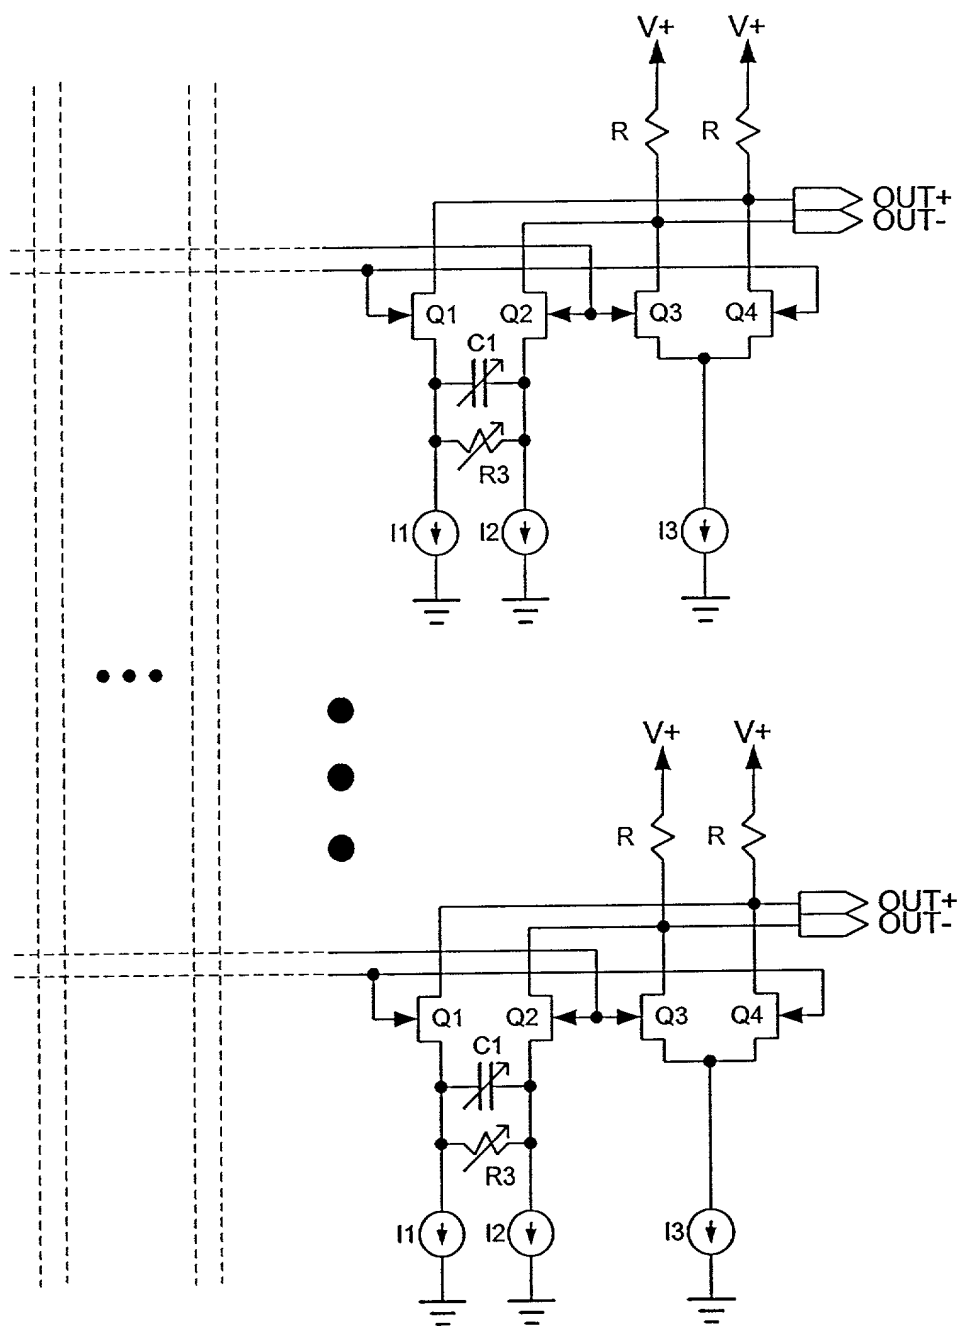 V+ V+
R R
OUT+
OUT-
Q1 Q2 Q3 Q4
C1
R3
I1 I2 I3
V+ V+
R R
OUT+
OUT-
Q1 Q2 Q3 Q4
C1
R3
I1 I2 I3